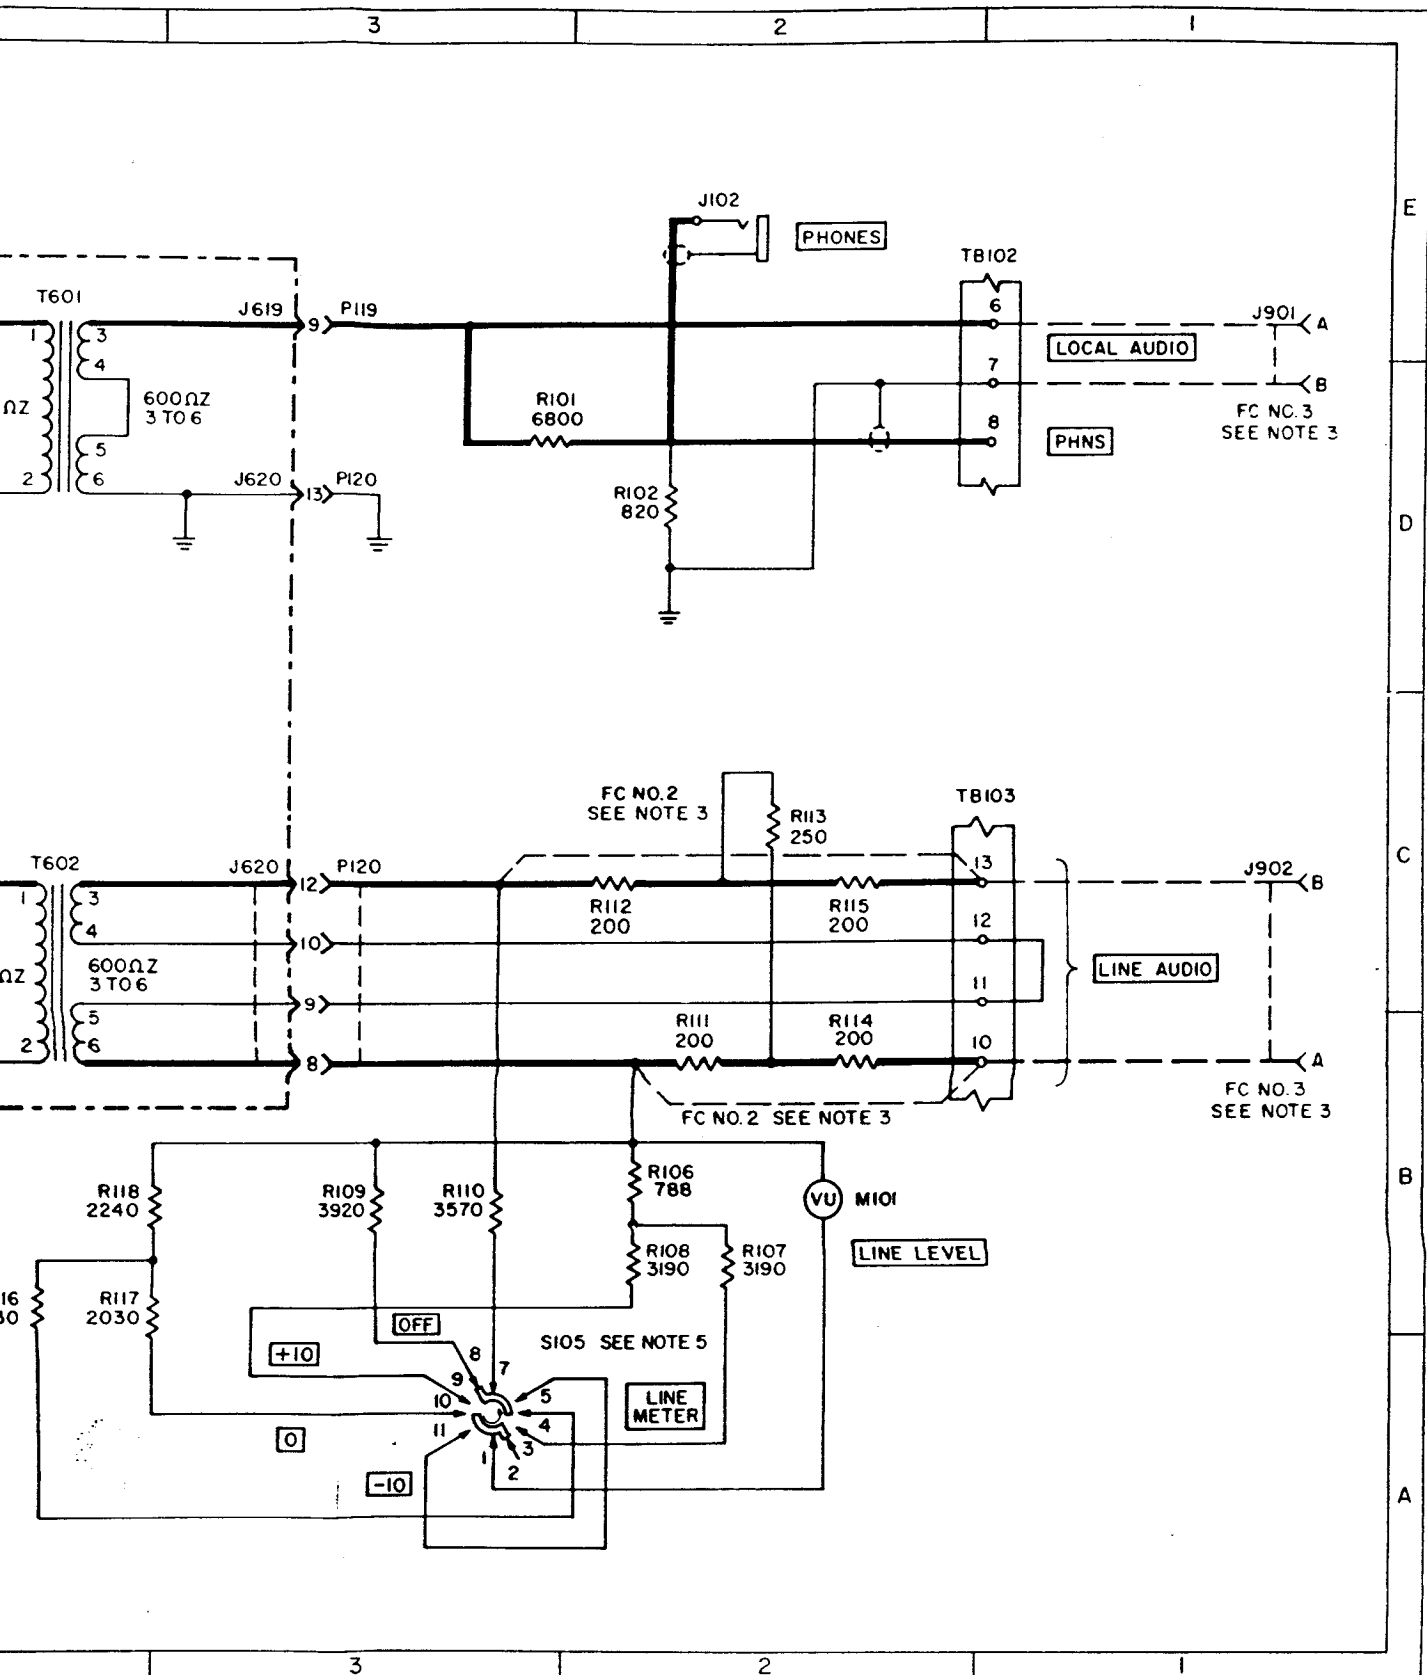 3 2 1
E
J102
PHONES
TB102
T601
J619 9 P119
6
J901 A
1 3
LOCAL AUDIO
4
7
B
ΩZ
600ΩZ
3 TO 6
R101
6800
FC NO.3
SEE NOTE 3
8
PHNS
5
2 6
J620 13 P120
R102
820
D
FC NO.2
SEE NOTE 3
TB103
R113
250
C
T602
J620 12 P120
13
J902 B
1 3
R112
200
R115
200
4
10
12
ΩZ
600ΩZ
3 TO 6
LINE AUDIO
9
11
5
R111
200
R114
200
2 6
8
10
A
FC NO.3
SEE NOTE 3
FC NO.2 SEE NOTE 3
B
R118
2240
R109
3920
R110
3570
R106
788
VU M101
LINE LEVEL
R108
3190
R107
3190
16
30
R117
2030
OFF
S105 SEE NOTE 5
+10
8 7
9 5
10
LINE
METER
11 4
0
3
1 2
-10
A
3 2 1